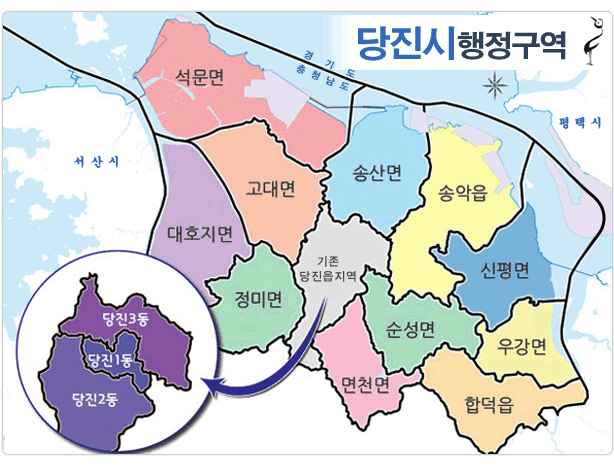 당진시행정구역
경기도
충청남도
석문면
평택시
서산시
고대면
송산면
송악읍
대호지면
기존
당진읍지역
신평면
정미면
순성면
우강면
면천면
합덕읍
당진3동
당진1동
당진2동